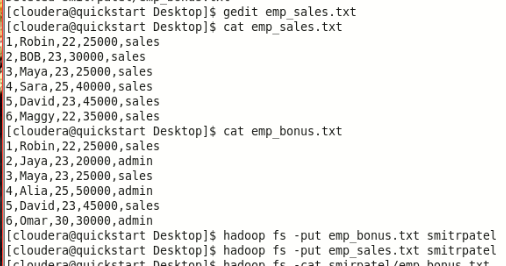 [cloudera@quickstart Desktop]$ gedit emp_sales.txt
[cloudera@quickstart Desktop]$ cat emp_sales.txt
1,Robin,22,25000,sales
2,BOB,23,30000,sales
3,Maya,23,25000,sales
4,Sara,25,40000,sales
5,David,23,45000,sales
6,Maggy,22,35000,sales
[cloudera@quickstart Desktop]$ cat emp_bonus.txt
1,Robin,22,25000,sales
2,Jaya,23,20000,admin
3,Maya,23,25000,sales
4,Alia,25,50000,admin
5,David,23,45000,sales
6,Omar,30,30000,admin
[cloudera@quickstart Desktop]$ hadoop fs -put emp_bonus.txt smitrpatel
[cloudera@quickstart Desktop]$ hadoop fs -put emp_sales.txt smitrpatel
[cloudera@quickstart Desktop]$ hadoop fs -cat smirpatel/emp_bonus.txt